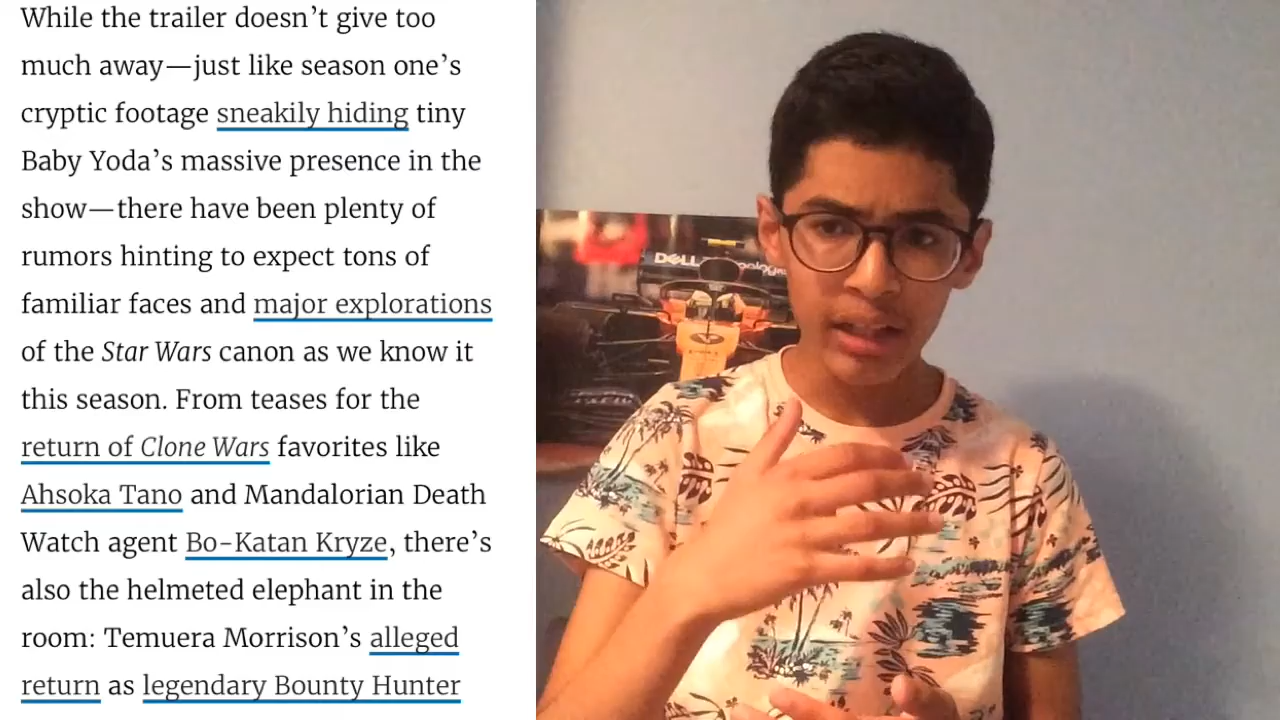 While the trailer doesn’t give too
much away—just like season one’s
cryptic footage sneakily hiding tiny
Baby Yoda’s massive presence in the
show—there have been plenty of
rumors hinting to expect tons of
familiar faces and major explorations
of the Star Wars canon as we know it
this season. From teases for the
return of Clone Wars favorites like
Ahsoka Tano and Mandalorian Death
Watch agent Bo-Katan Kryze, there’s
also the helmeted elephant in the
room: Temuera Morrison’s alleged
return as legendary Bounty Hunter
DELL